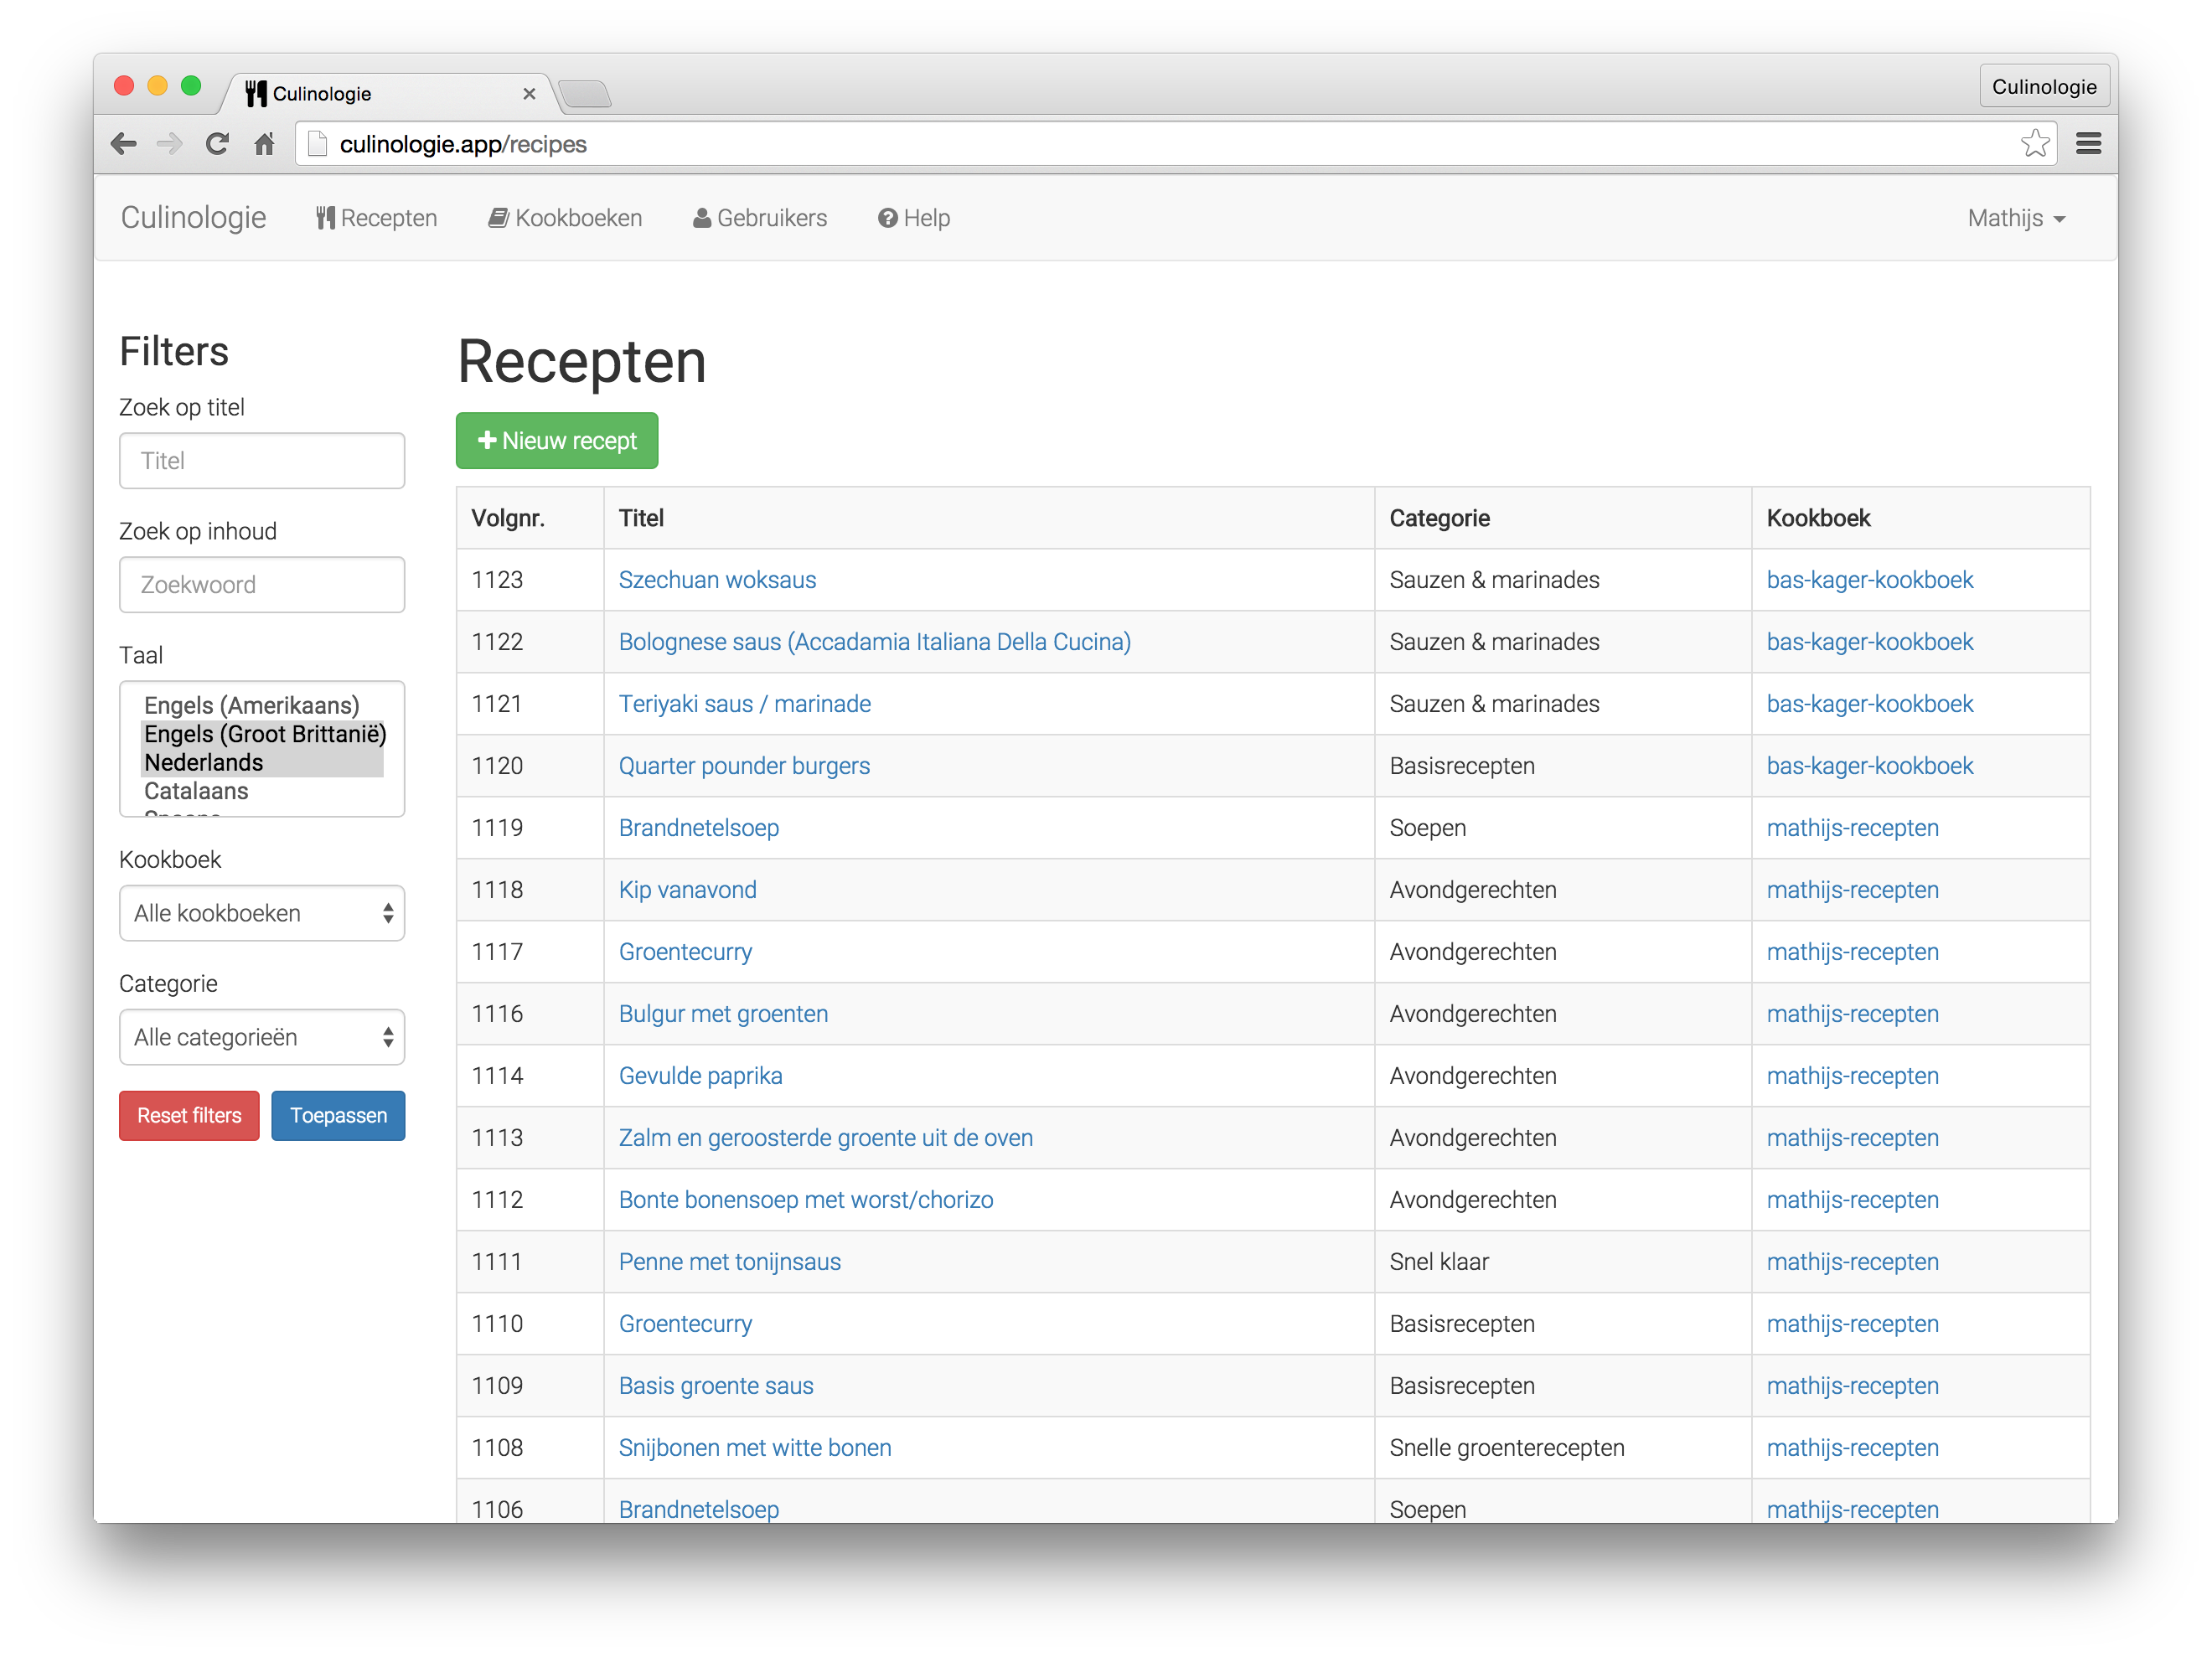 Culinologie
Culinologie
culinologie.app/recipes
Culinologie Recepten Kookboeken Gebruikers Help Mathijs
Filters
Zoek op titel
Titel
Zoek op inhoud
Zoekwoord
Taal
Engels (Amerikaans)
Engels (Groot Brittanië)
Nederlands
Catalaans
Kookboek
Alle kookboeken
Categorie
Alle categorieën
Reset filters Toepassen
Recepten
Nieuw recept
Volgnr. Titel Categorie Kookboek
1123 Szechuan woksaus Sauzen & marinades bas-kager-kookboek
1122 Bolognese saus (Accadamia Italiana Della Cucina) Sauzen & marinades bas-kager-kookboek
1121 Teriyaki saus / marinade Sauzen & marinades bas-kager-kookboek
1120 Quarter pounder burgers Basisrecepten bas-kager-kookboek
1119 Brandnetelsoep Soepen mathijs-recepten
1118 Kip vanavond Avondgerechten mathijs-recepten
1117 Groentecurry Avondgerechten mathijs-recepten
1116 Bulgur met groenten Avondgerechten mathijs-recepten
1114 Gevulde paprika Avondgerechten mathijs-recepten
1113 Zalm en geroosterde groente uit de oven Avondgerechten mathijs-recepten
1112 Bonte bonensoep met worst/chorizo Avondgerechten mathijs-recepten
1111 Penne met tonijnsaus Snel klaar mathijs-recepten
1110 Groentecurry Basisrecepten mathijs-recepten
1109 Basis groente saus Basisrecepten mathijs-recepten
1108 Snijbonen met witte bonen Snelle groenterecepten mathijs-recepten
1106 Brandnetelsoep Soepen mathijs-recepten